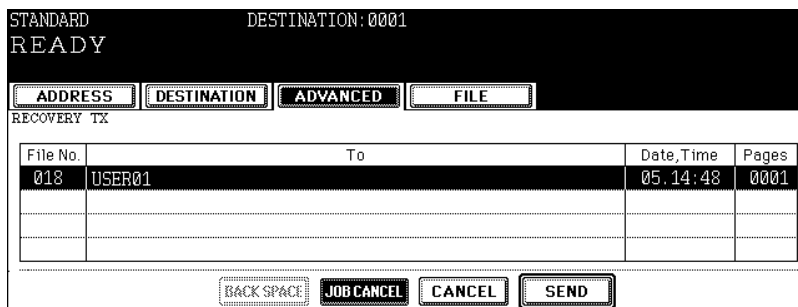 STANDARD DESTINATION:0001
READY
ADDRESS DESTINATION ADVANCED FILE
RECOVERY TX
File No. To Date,Time Pages
018 USER01 05.14:48 0001
BACK SPACE JOB CANCEL CANCEL SEND